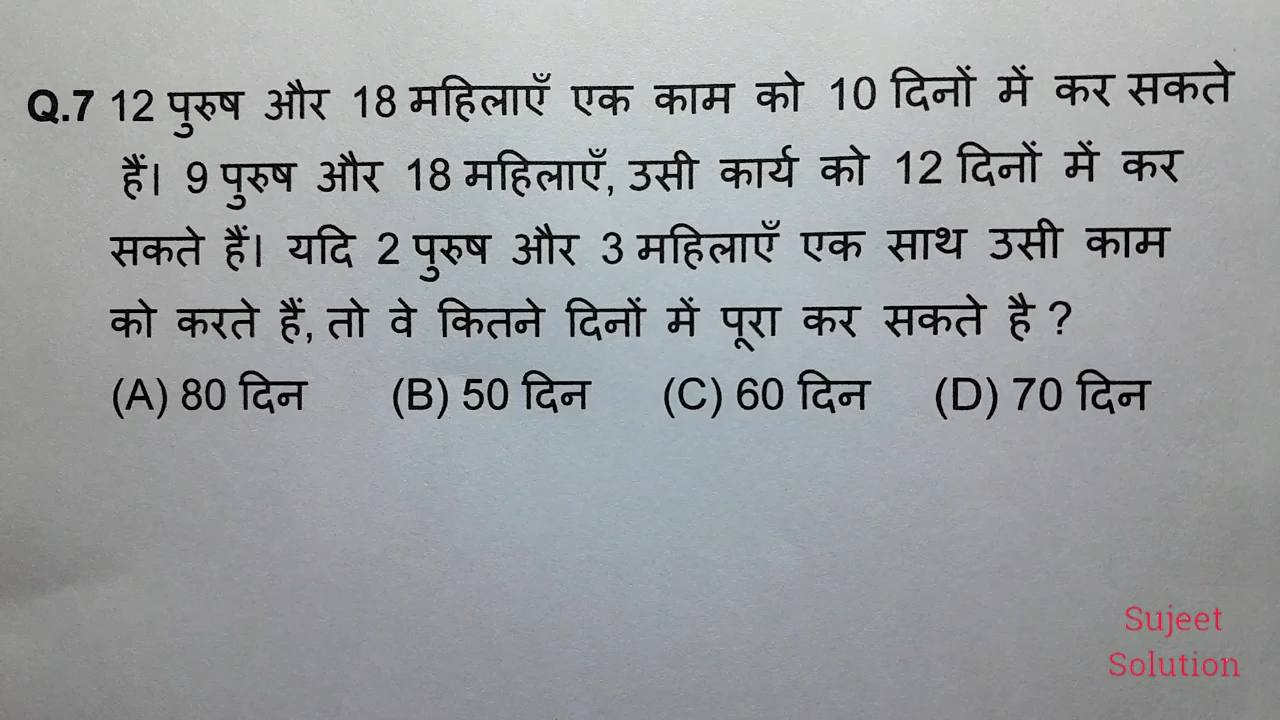 Q.7 12 पुरुष और 18 महिलाएँ एक काम को 10 दिनों में कर सकते
हैं। 9 पुरुष और 18 महिलाएँ, उसी कार्य को 12 दिनों में कर
सकते हैं। यदि 2 पुरुष और 3 महिलाएँ एक साथ उसी काम
को करते हैं, तो वे कितने दिनों में पूरा कर सकते है ?
(A) 80 दिन (B) 50 दिन (C) 60 दिन (D) 70 दिन
Sujeet
Solution